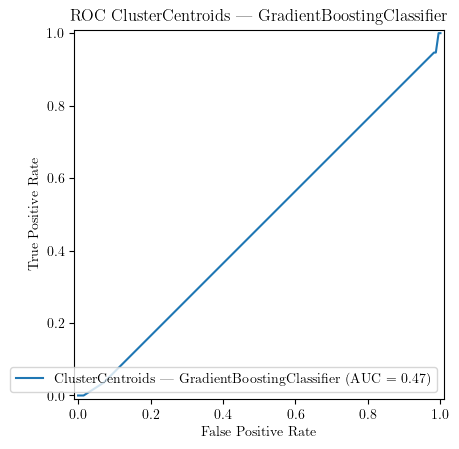 ROC ClusterCentroids — GradientBoostingClassifier
1.0
0.8
0.6
0.4
0.2
0.0
True Positive Rate
ClusterCentroids — GradientBoostingClassifier (AUC = 0.47)
0.0 0.2 0.4 0.6 0.8 1.0
False Positive Rate